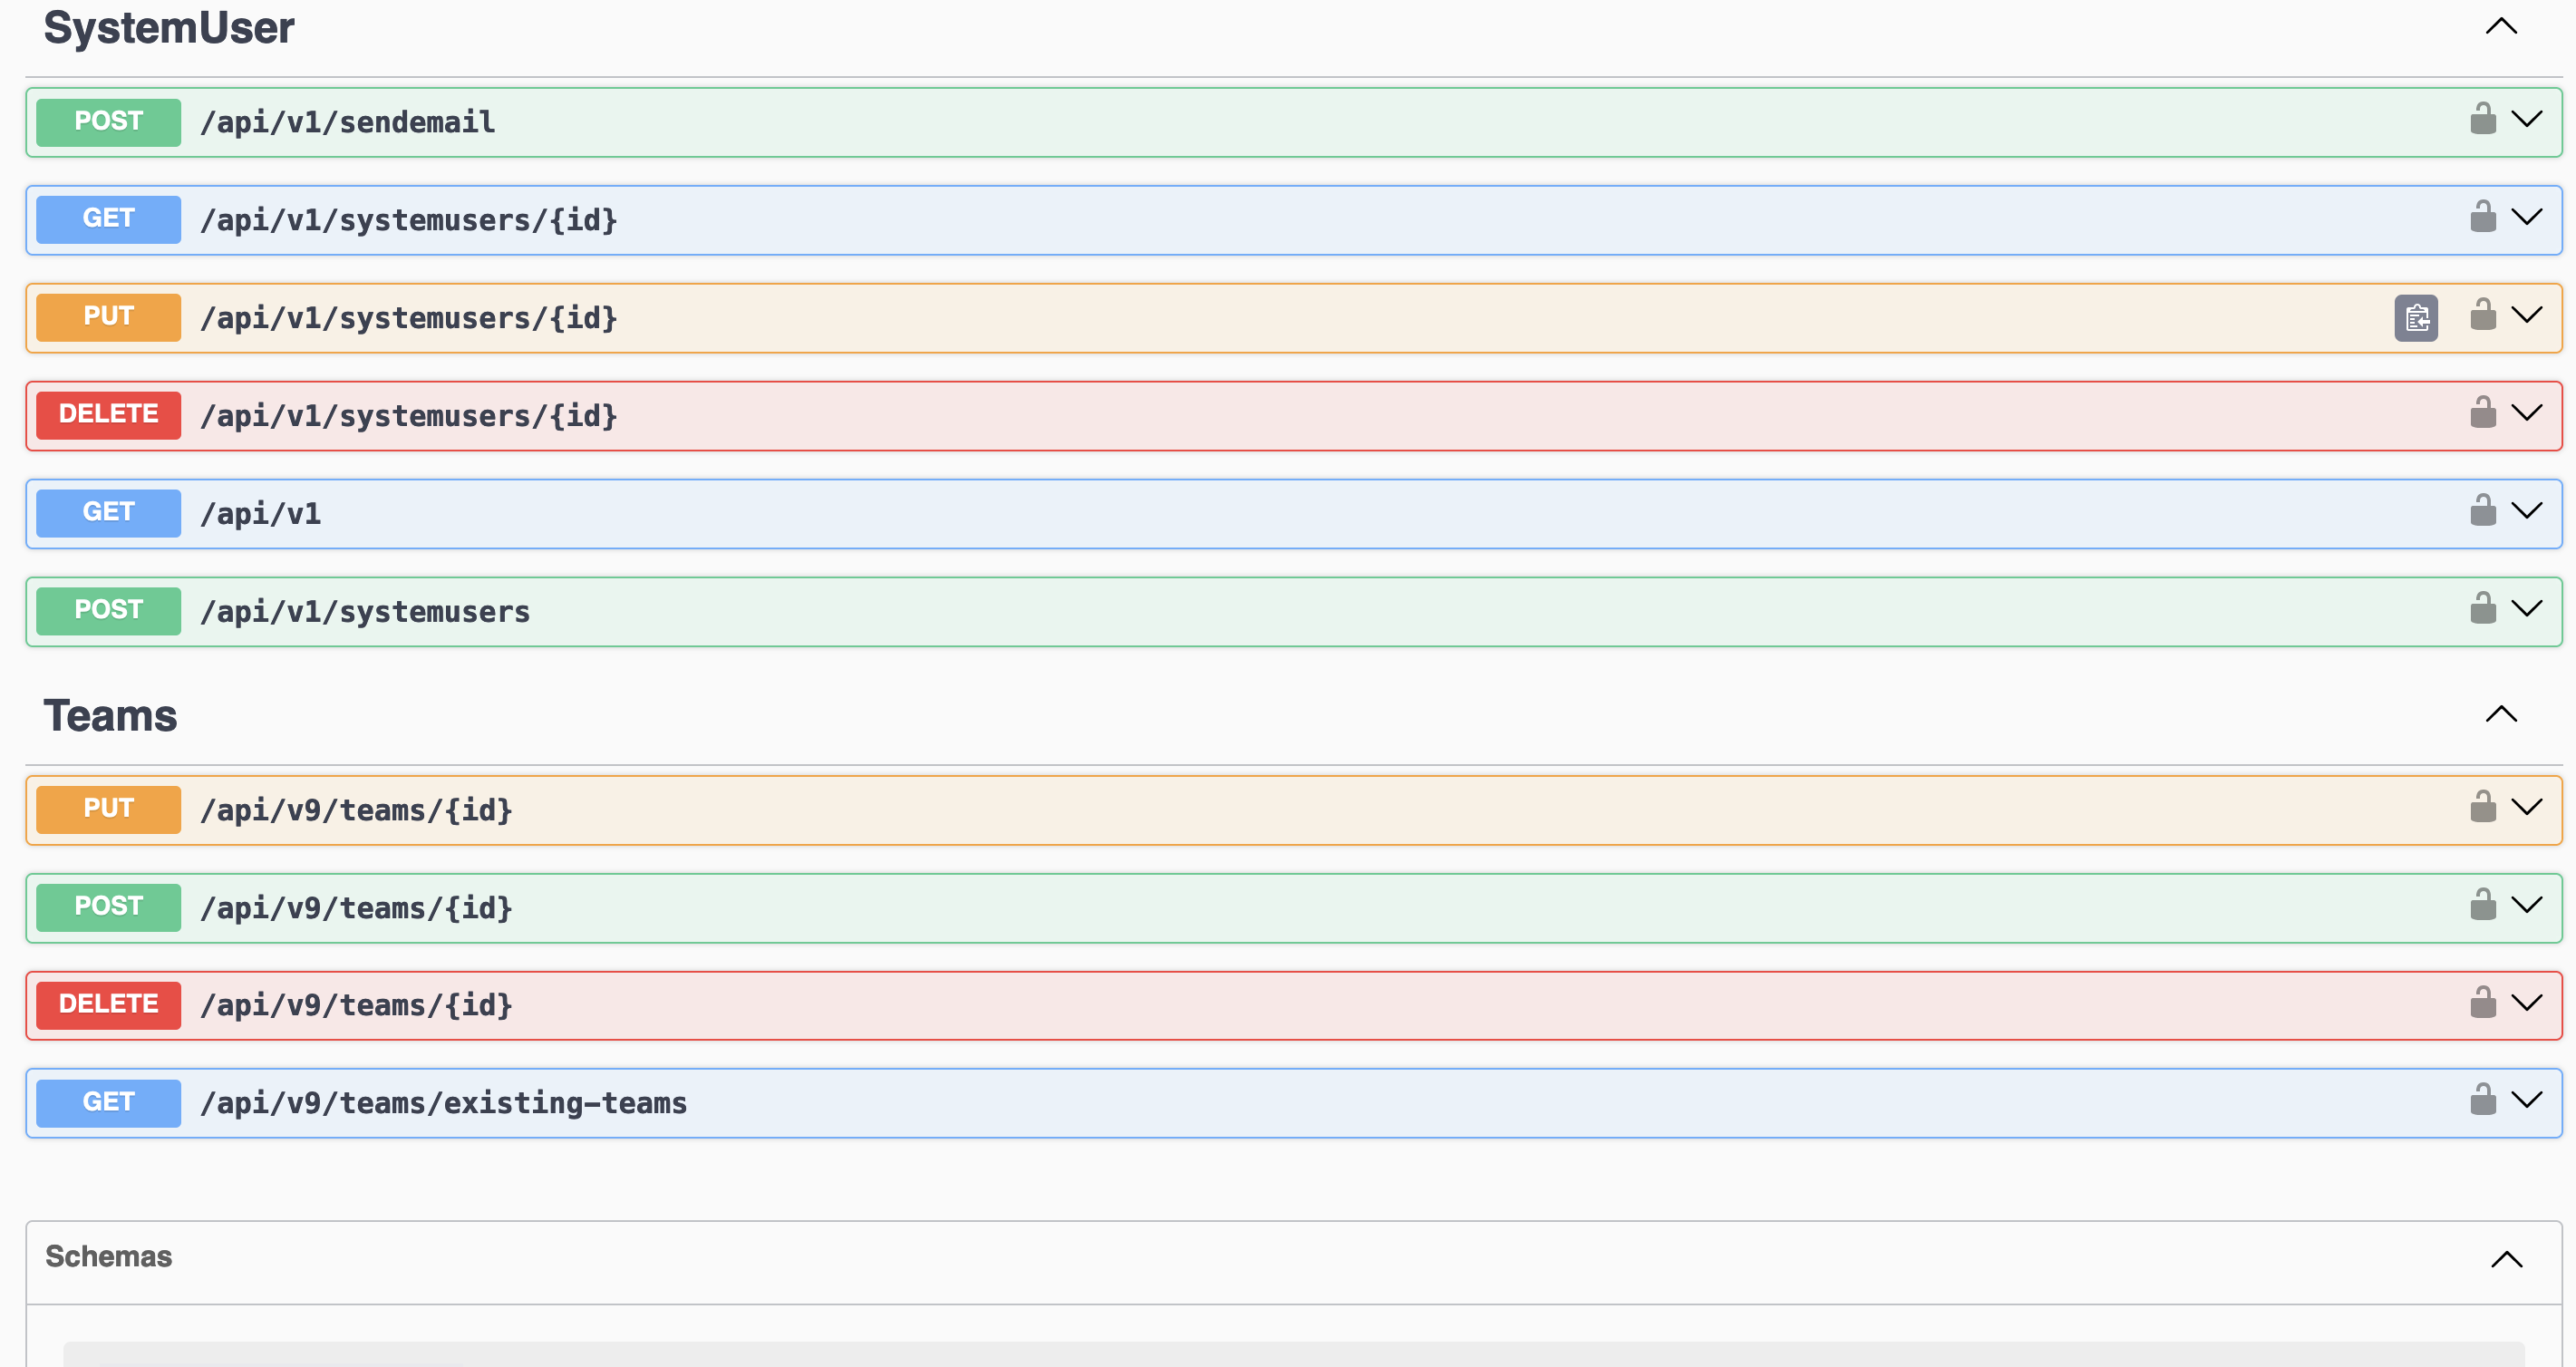 SystemUser
POST /api/v1/sendemail
GET /api/v1/systemusers/{id}
PUT /api/v1/systemusers/{id}
DELETE /api/v1/systemusers/{id}
GET /api/v1
POST /api/v1/systemusers
Teams
PUT /api/v9/teams/{id}
POST /api/v9/teams/{id}
DELETE /api/v9/teams/{id}
GET /api/v9/teams/existing-teams
Schemas